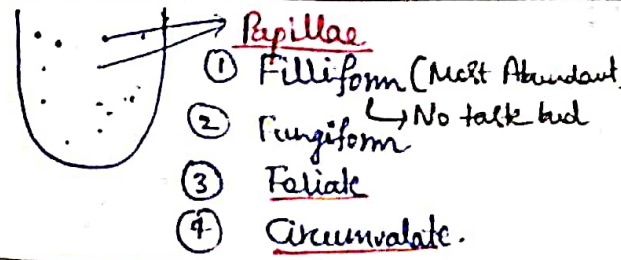 Papillae
① Filliform (Most Abundant)
↳ No taste bud
② Fungiform
③ Foliate
④ Circumvalate.